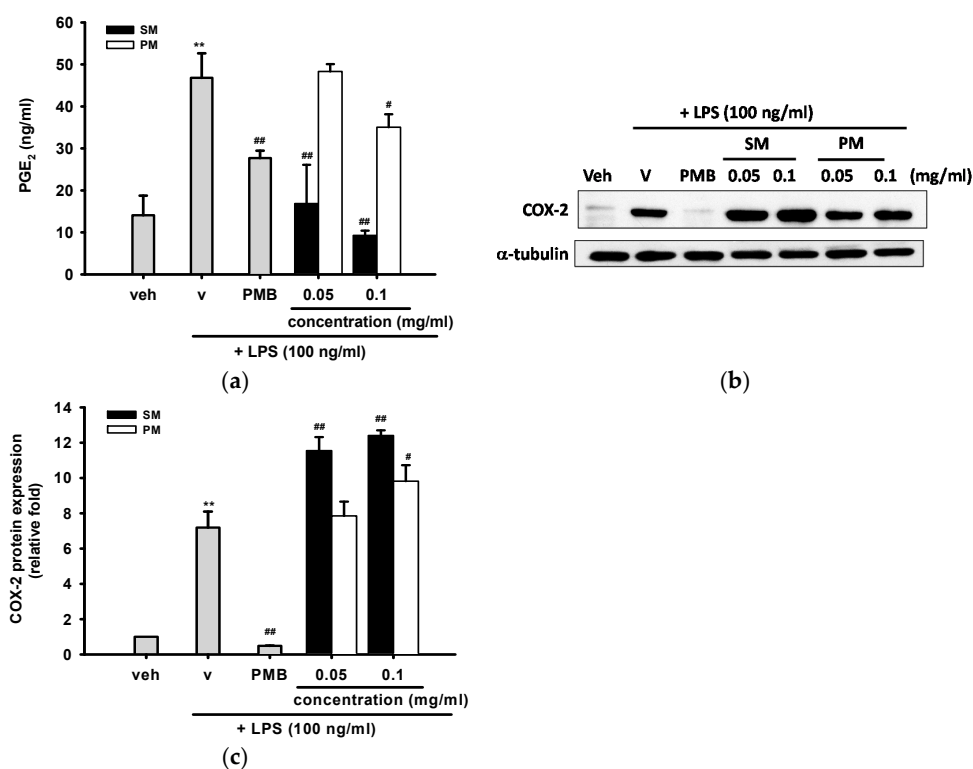 60
50
40
30
20
10
0
PGE2 (ng/ml)
SM
PM
**
##
##
##
#
veh
v
PMB
0.05
0.1
concentration (mg/ml)
+ LPS (100 ng/ml)
(a)
+ LPS (100 ng/ml)
SM
PM
Veh
V
PMB
0.05
0.1
0.05
0.1
(mg/ml)
COX-2
α-tubulin
(b)
14
12
10
8
6
4
2
0
COX-2 protein expression
(relative fold)
SM
PM
**
##
##
##
#
veh
v
PMB
0.05
0.1
concentration (mg/ml)
+ LPS (100 ng/ml)
(c)